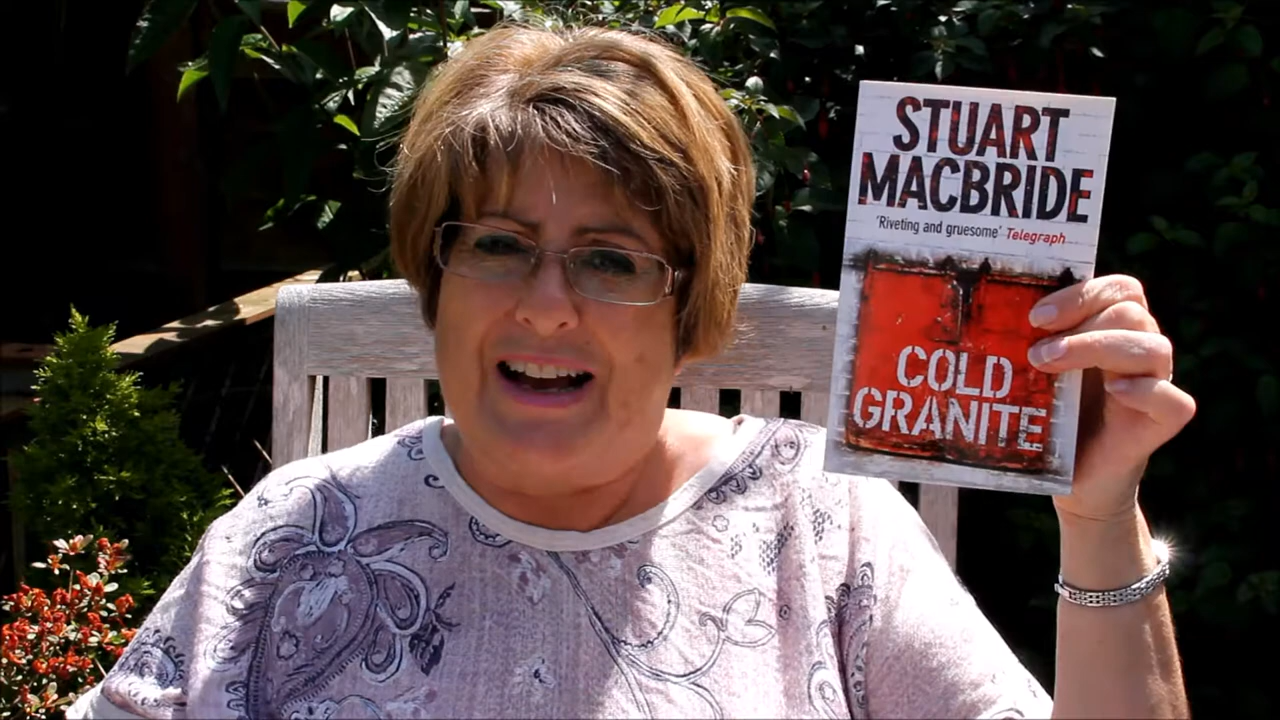 STUART
MACBRIDE
'Riveting and gruesome' Telegraph
COLD
GRANITE